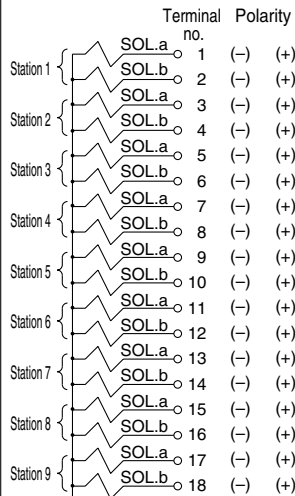 Terminal no. Polarity
Station 1 SOL.a 1 (–) (+)
SOL.b 2 (–) (+)
Station 2 SOL.a 3 (–) (+)
SOL.b 4 (–) (+)
Station 3 SOL.a 5 (–) (+)
SOL.b 6 (–) (+)
Station 4 SOL.a 7 (–) (+)
SOL.b 8 (–) (+)
Station 5 SOL.a 9 (–) (+)
SOL.b 10 (–) (+)
Station 6 SOL.a 11 (–) (+)
SOL.b 12 (–) (+)
Station 7 SOL.a 13 (–) (+)
SOL.b 14 (–) (+)
Station 8 SOL.a 15 (–) (+)
SOL.b 16 (–) (+)
Station 9 SOL.a 17 (–) (+)
SOL.b 18 (–) (+)